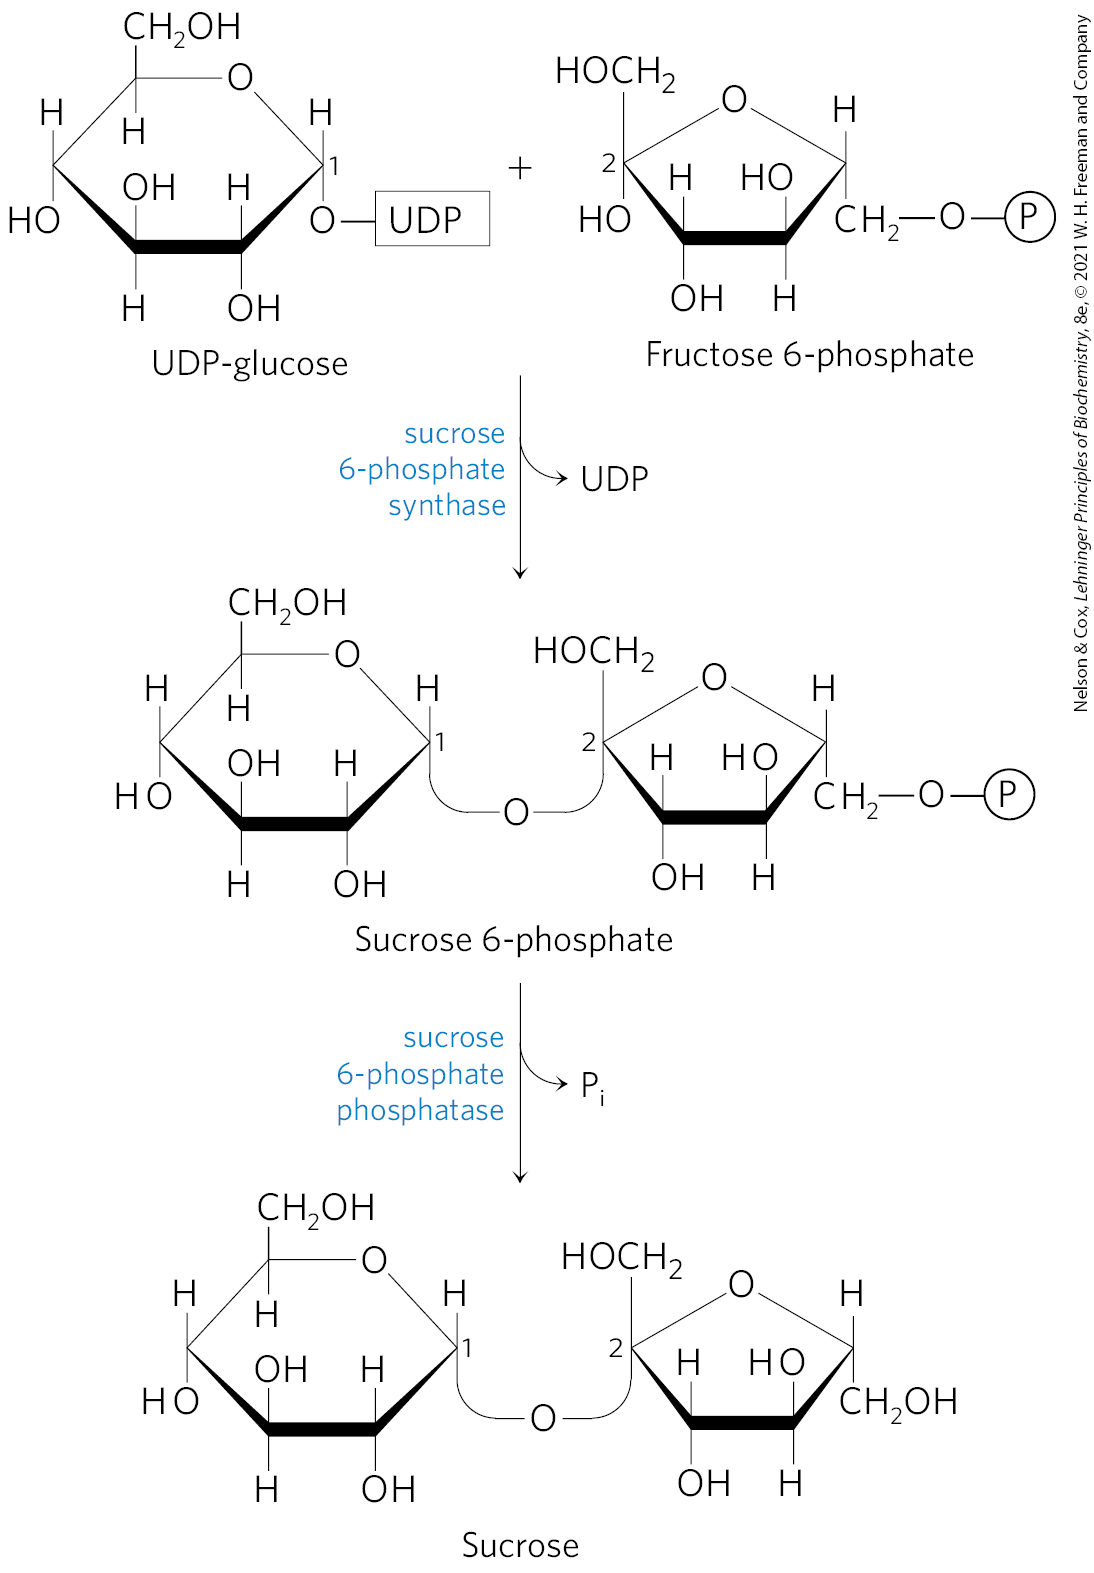 CH2OH
O
H
H
H
1
OH
H
HO
O
UDP
H
OH
UDP-glucose
+
HOCH2
O
H
2
H
HO
HO
CH2
O
P
OH
H
Fructose 6-phosphate
sucrose
6-phosphate
synthase
UDP
CH2OH
O
H
H
H
1
OH
H
HO
O
H
OH
HOCH2
O
H
2
H
HO
CH2
O
P
OH
H
Sucrose 6-phosphate
sucrose
6-phosphate
phosphatase
Pi
CH2OH
O
H
H
H
1
OH
H
HO
O
H
OH
HOCH2
O
H
2
H
HO
CH2OH
OH
H
Sucrose
Nelson & Cox, Lehninger Principles of Biochemistry, 8e, © 2021 W. H. Freeman and Company